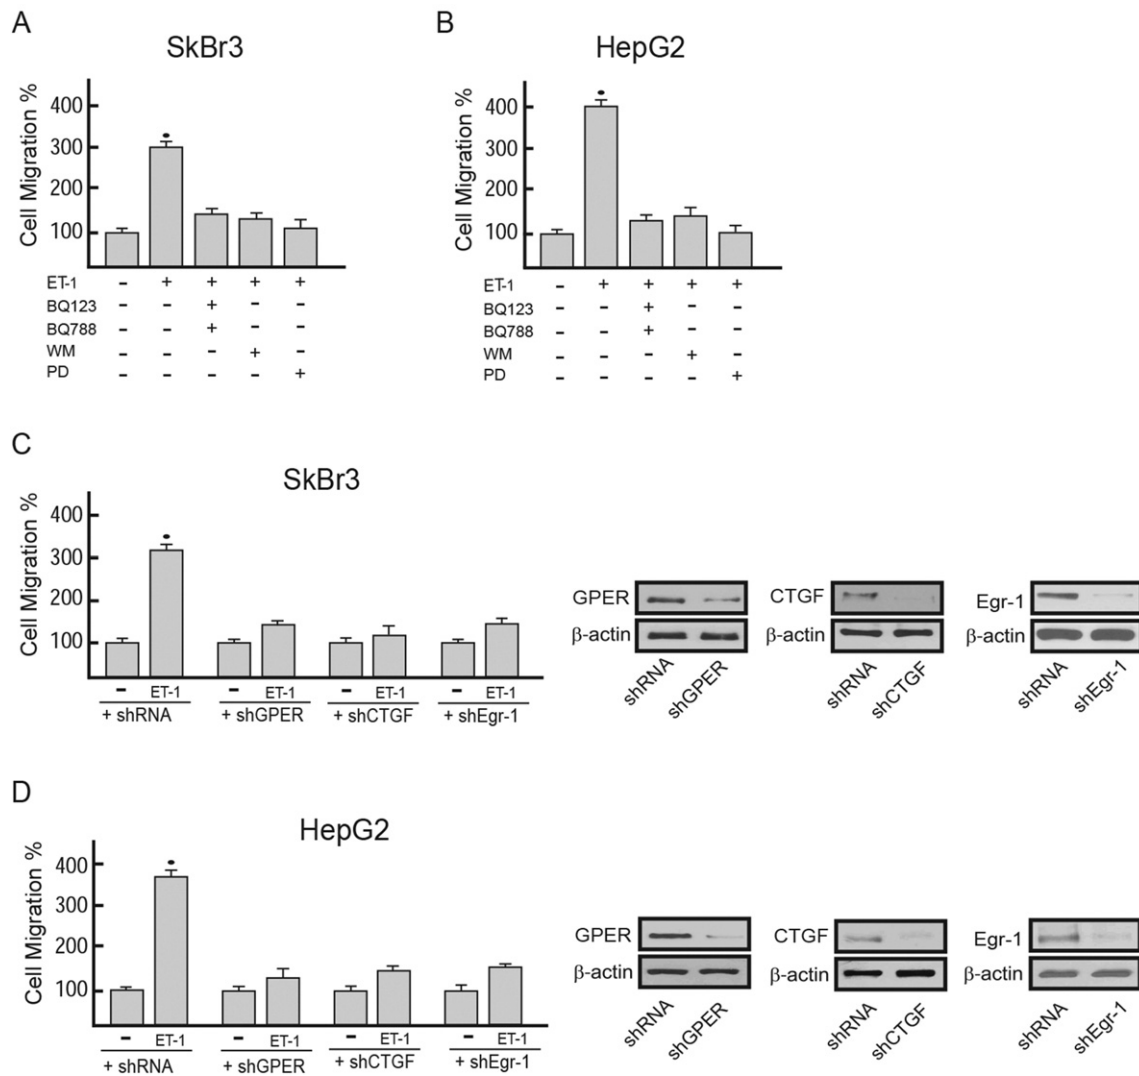 A
SkBr3
Cell Migration %
400
300
200
100
ET-1 - + + + +
BQ123 - - + - -
BQ788 - - + - -
WM - - - + -
PD - - - - +
B
HepG2
Cell Migration %
400
300
200
100
ET-1 - + + + +
BQ123 - - + - -
BQ788 - - + - -
WM - - - + -
PD - - - - +
C
SkBr3
Cell Migration %
400
300
200
100
- ET-1 - ET-1 - ET-1 - ET-1
+ shRNA + shGPER + shCTGF + shEgr-1
GPER
β-actin
shRNA
shGPER
CTGF
β-actin
shRNA
shCTGF
Egr-1
β-actin
shRNA
shEgr-1
D
HepG2
Cell Migration %
400
300
200
100
- ET-1 - ET-1 - ET-1 - ET-1
+ shRNA + shGPER + shCTGF + shEgr-1
GPER
β-actin
shRNA
shGPER
CTGF
β-actin
shRNA
shCTGF
Egr-1
β-actin
shRNA
shEgr-1